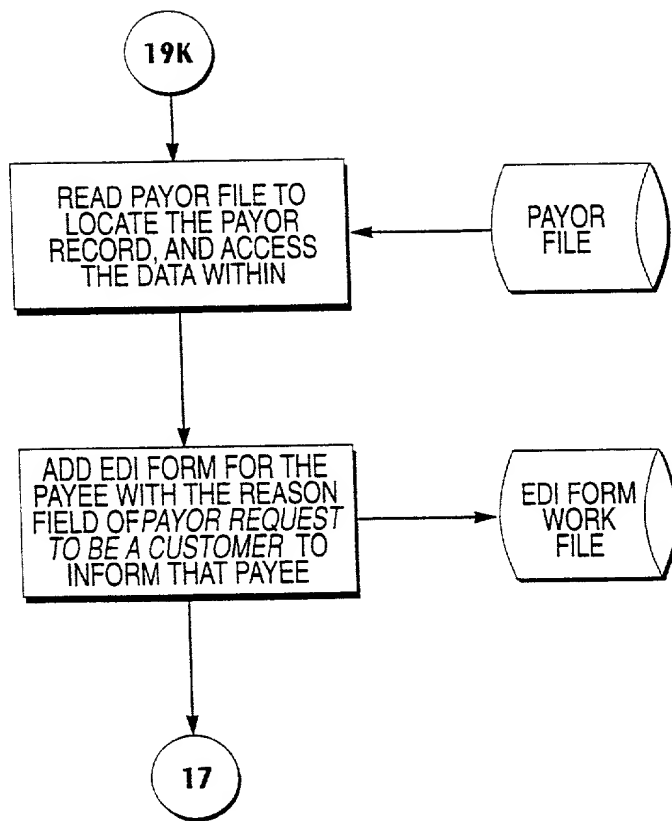 19K
READ PAYOR FILE TO
LOCATE THE PAYOR
RECORD, AND ACCESS
THE DATA WITHIN
PAYOR
FILE
ADD EDI FORM FOR THE
PAYEE WITH THE REASON
FIELD OF PAYOR REQUEST
TO BE A CUSTOMER TO
INFORM THAT PAYEE
EDI FORM
WORK
FILE
17